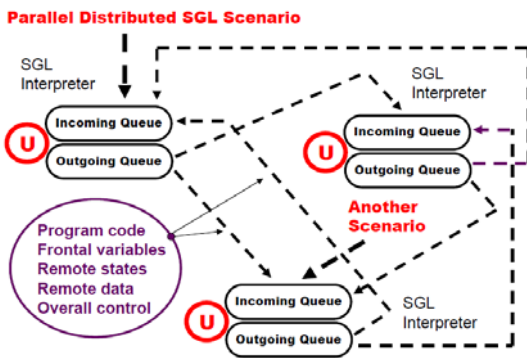 Parallel Distributed SGL Scenario
SGL
Interpreter
Incoming Queue
U
Outgoing Queue
SGL
Interpreter
Incoming Queue
U
Outgoing Queue
Program code
Frontal variables
Remote states
Remote data
Overall control
Another
Scenario
Incoming Queue
U
Outgoing Queue
SGL
Interpreter